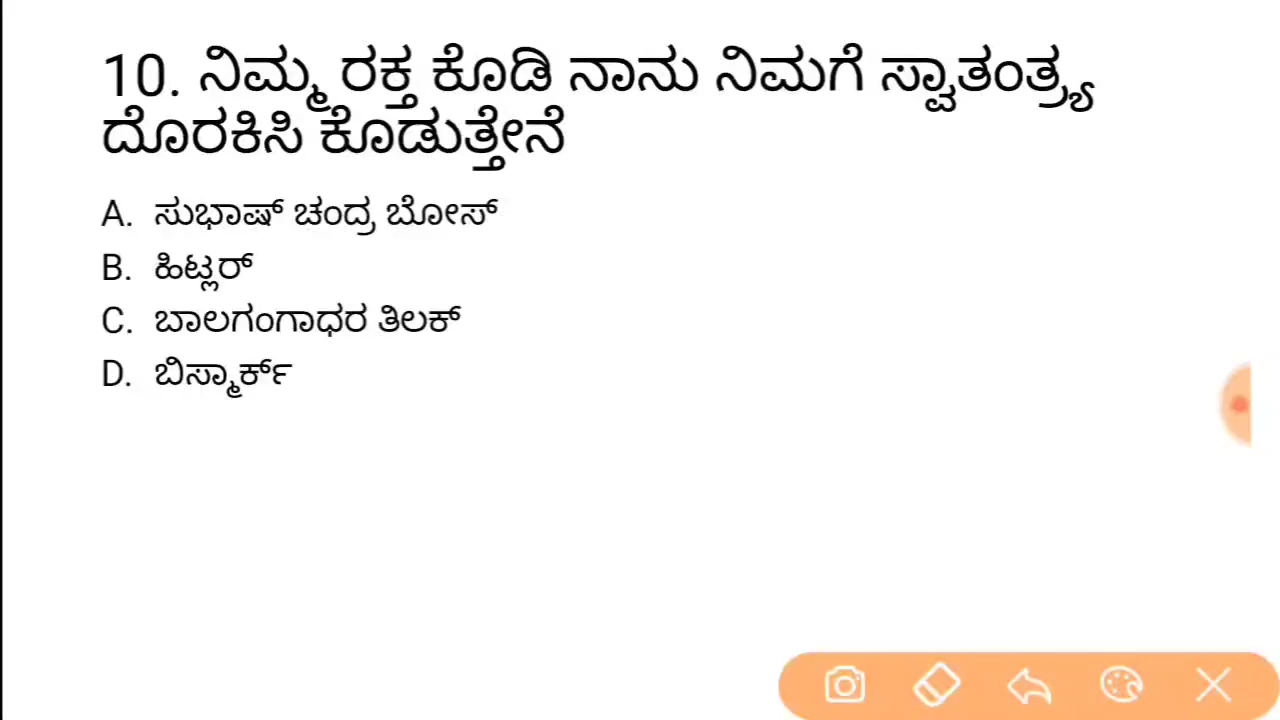 10. ನಿಮ್ಮ ರಕ್ತ ಕೊಡಿ ನಾನು ನಿಮಗೆ ಸ್ವಾತಂತ್ರ್ಯ
ದೊರಕಿಸಿ ಕೊಡುತ್ತೇನೆ
A. ಸುಭಾಷ್ ಚಂದ್ರ ಬೋಸ್
B. ಹಿಟ್ಲರ್
C. ಬಾಲಗಂಗಾಧರ ತಿಲಕ್
D. ಬಿಸ್ಮಾರ್ಕ್